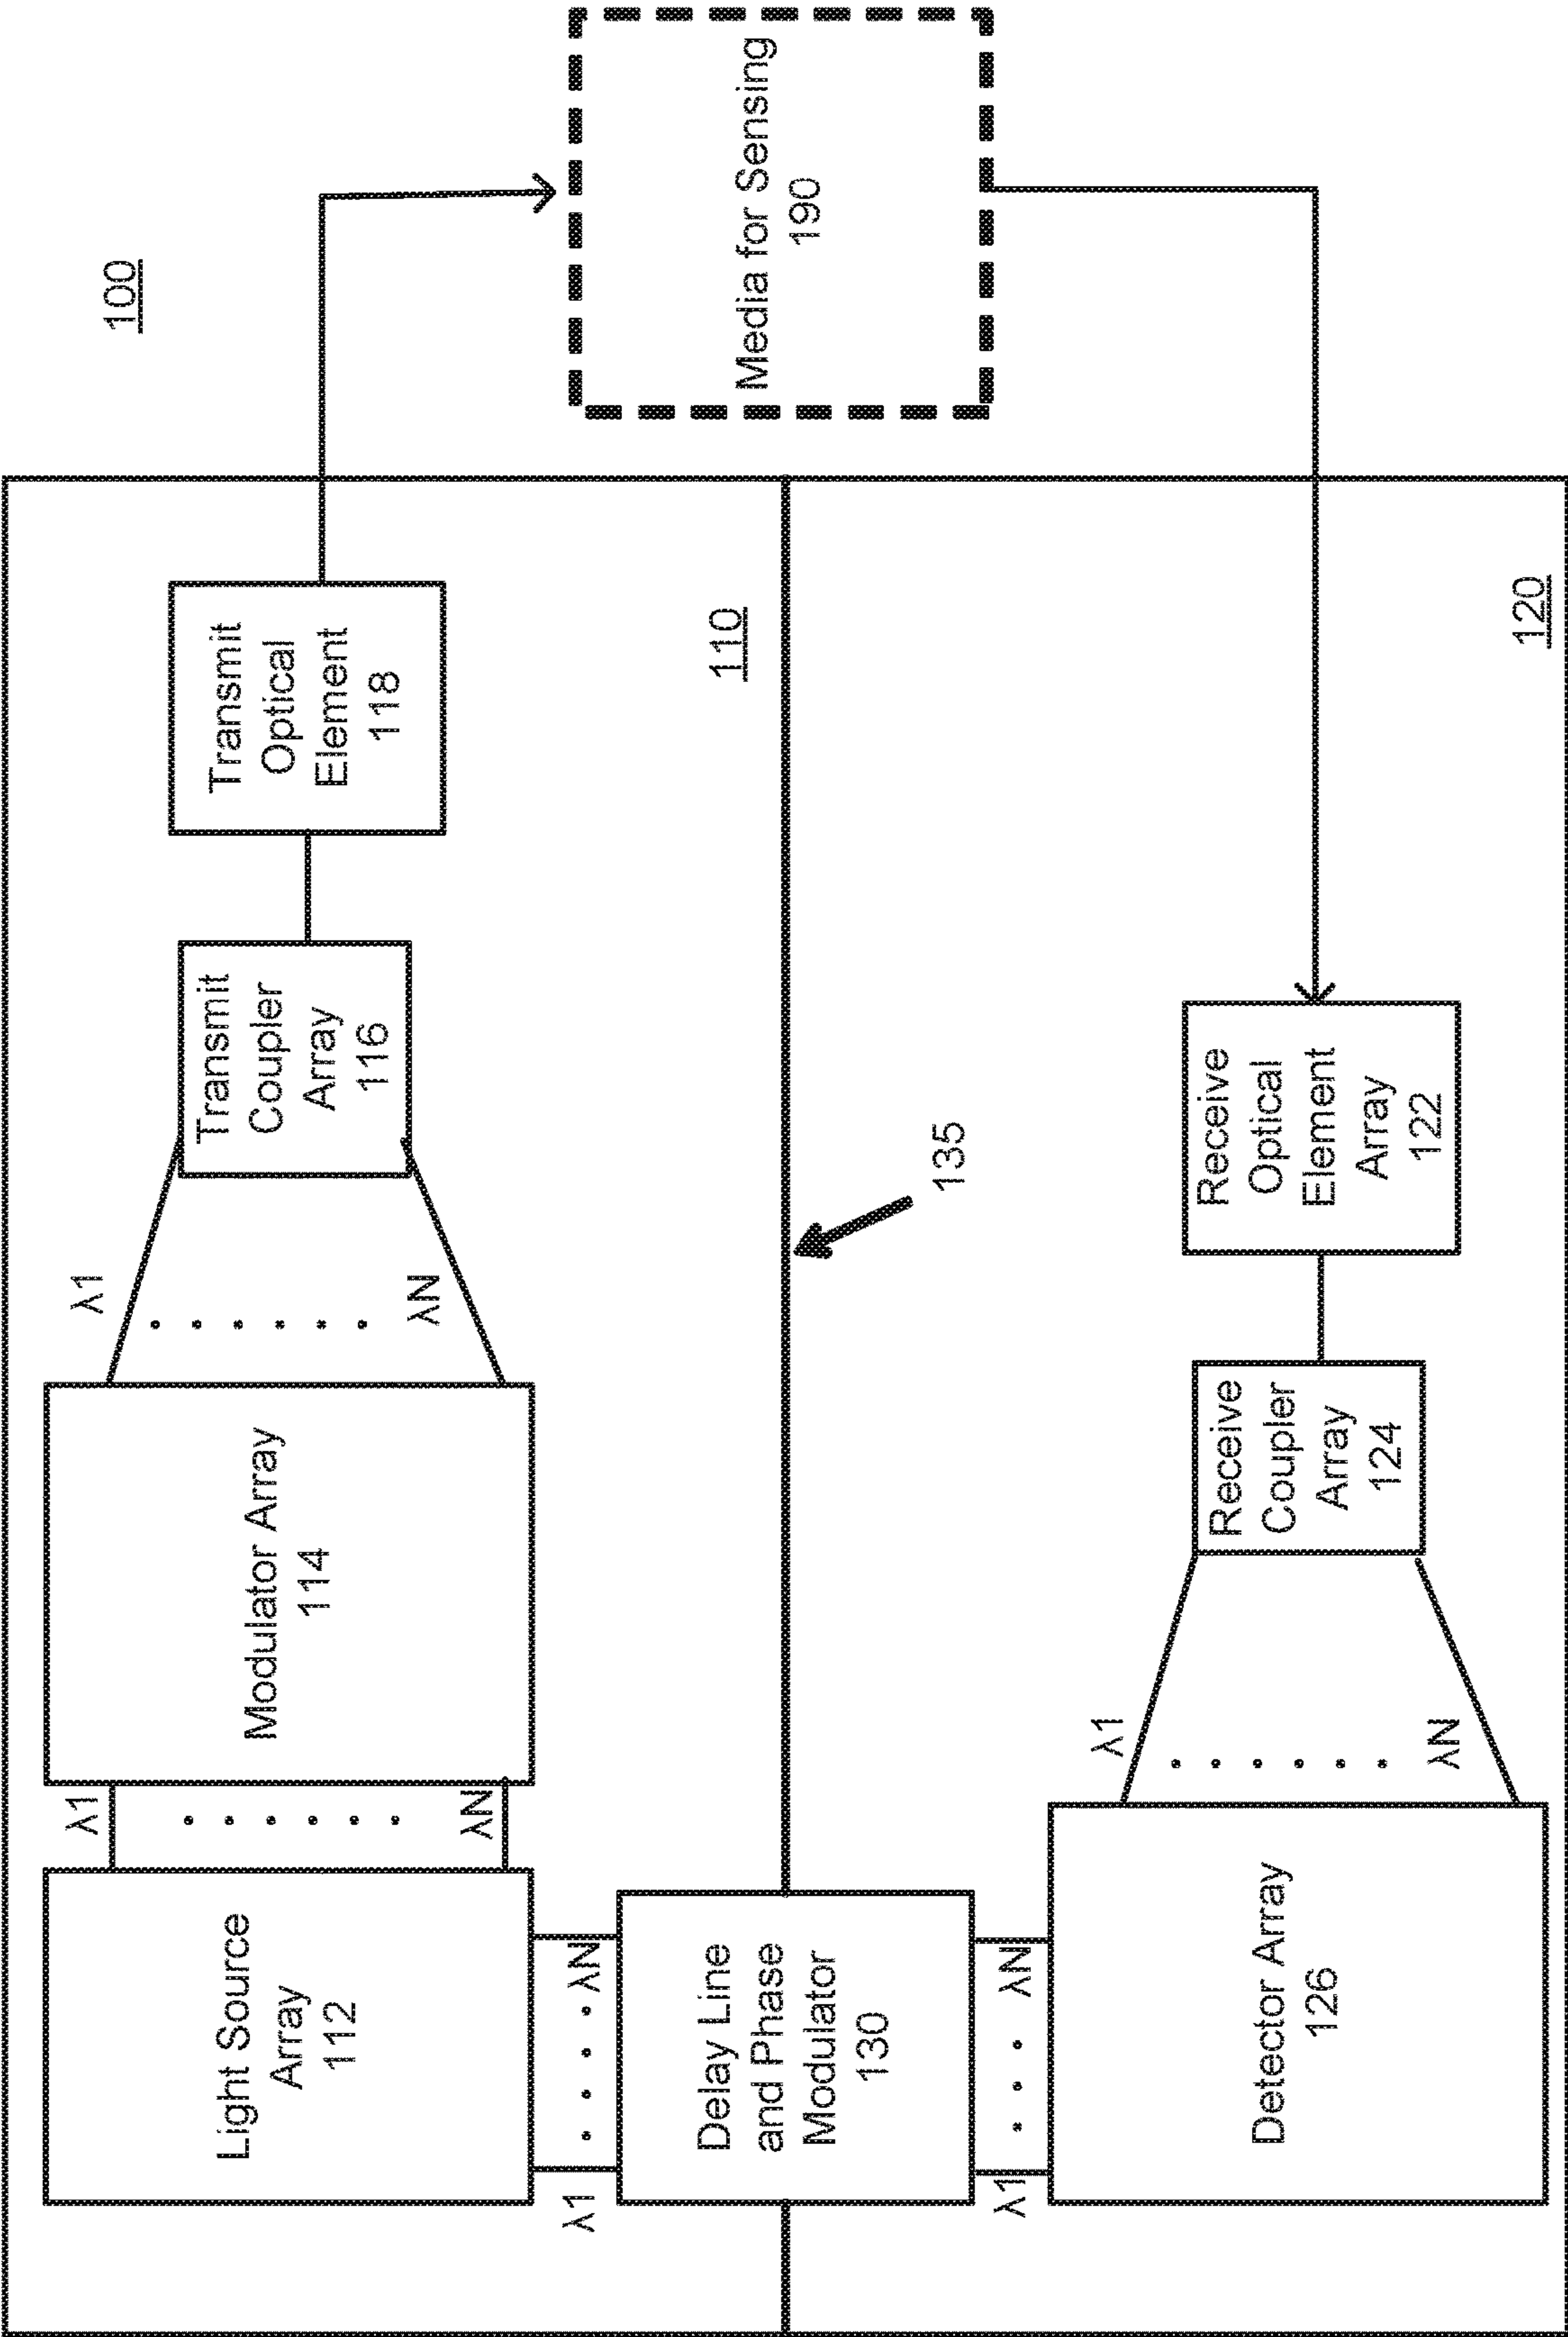 100
Light Source
Array
112
λ1
λN
Modulator Array
114
λ1
λN
Transmit
Coupler
Array
116
Transmit
Optical
Element
118
λ1
λN
110
Delay Line
and Phase
Modulator
130
135
Media for Sensing
190
λ1
λN
Detector Array
126
λ1
λN
Receive
Coupler
Array
124
Receive
Optical
Element
Array
122
120